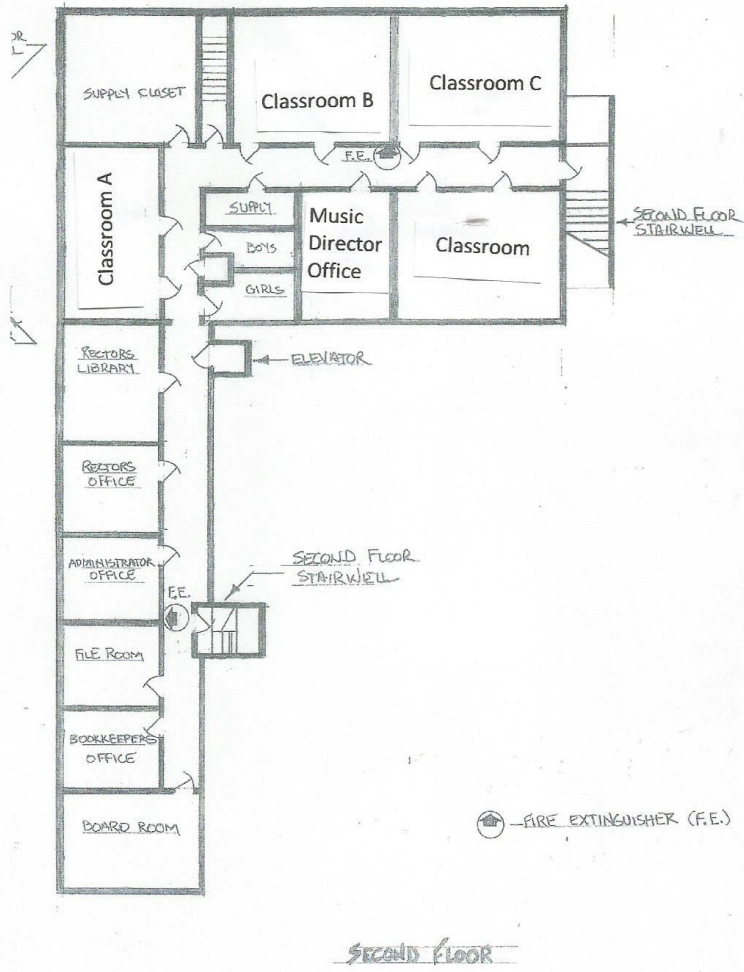 SUPPLY CLOSET
Classroom B
Classroom C
F.E.
Classroom A
SUPPLY
BOYS
GIRLS
Music
Director
Office
Classroom
SECOND FLOOR
STAIRWELL
RECTORS
LIBRARY
ELEVATOR
RECTORS
OFFICE
ADMINISTRATOR
OFFICE
F.E.
SECOND FLOOR
STAIRWELL
FILE ROOM
BOOKKEEPERS
OFFICE
BOARD ROOM
FIRE EXTINGUISHER (F.E.)
SECOND FLOOR